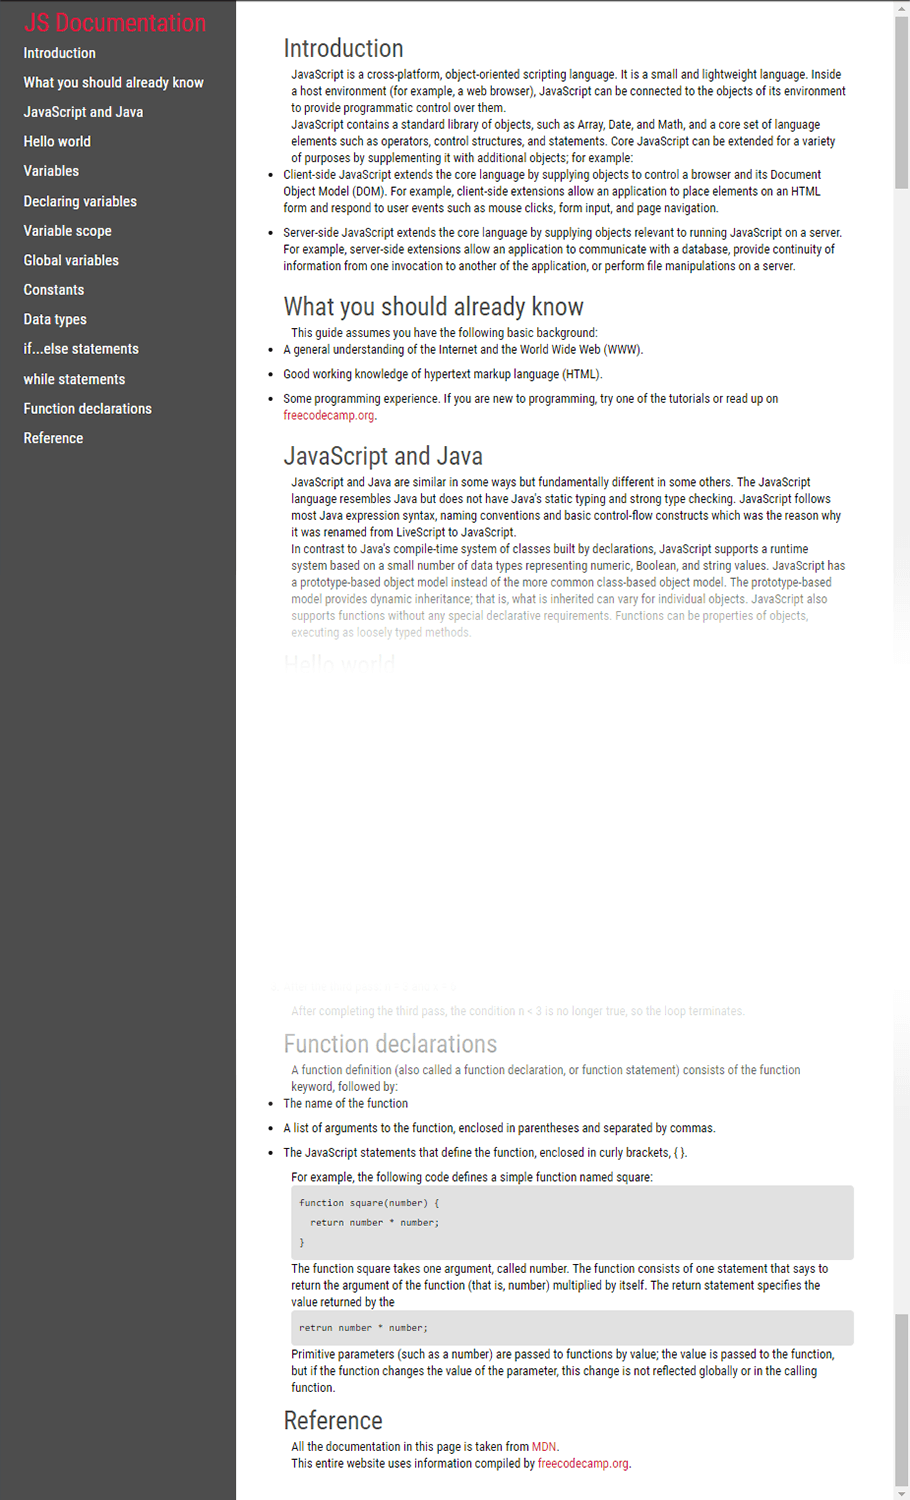 JS Documentation
Introduction
What you should already know
JavaScript and Java
Hello world
Variables
Declaring variables
Variable scope
Global variables
Constants
Data types
if...else statements
while statements
Function declarations
Reference
Introduction
JavaScript is a cross-platform, object-oriented scripting language. It is a small and lightweight language. Inside
a host environment (for example, a web browser), JavaScript can be connected to the objects of its environment
to provide programmatic control over them.
JavaScript contains a standard library of objects, such as Array, Date, and Math, and a core set of language
elements such as operators, control structures, and statements. Core JavaScript can be extended for a variety
of purposes by supplementing it with additional objects; for example:
• Client-side JavaScript extends the core language by supplying objects to control a browser and its Document
Object Model (DOM). For example, client-side extensions allow an application to place elements on an HTML
form and respond to user events such as mouse clicks, form input, and page navigation.
• Server-side JavaScript extends the core language by supplying objects relevant to running JavaScript on a server.
For example, server-side extensions allow an application to communicate with a database, provide continuity of
information from one invocation to another of the application, or perform file manipulations on a server.
What you should already know
This guide assumes you have the following basic background:
• A general understanding of the Internet and the World Wide Web (WWW).
• Good working knowledge of hypertext markup language (HTML).
• Some programming experience. If you are new to programming, try one of the tutorials or read up on
freecodecamp.org.
JavaScript and Java
JavaScript and Java are similar in some ways but fundamentally different in some others. The JavaScript
language resembles Java but does not have Java's static typing and strong type checking. JavaScript follows
most Java expression syntax, naming conventions and basic control-flow constructs which was the reason why
it was renamed from LiveScript to JavaScript.
In contrast to Java's compile-time system of classes built by declarations, JavaScript supports a runtime
system based on a small number of data types representing numeric, Boolean, and string values. JavaScript has
a prototype-based object model instead of the more common class-based object model. The prototype-based
model provides dynamic inheritance; that is, what is inherited can vary for individual objects. JavaScript also
supports functions without any special declarative requirements. Functions can be properties of objects,
executing as loosely typed methods.
Hello world
After completing the third pass, the condition n < 3 is no longer true, so the loop terminates.
Function declarations
A function definition (also called a function declaration, or function statement) consists of the function
keyword, followed by:
• The name of the function
• A list of arguments to the function, enclosed in parentheses and separated by commas.
• The JavaScript statements that define the function, enclosed in curly brackets, { }.
For example, the following code defines a simple function named square:
function square(number) {
return number * number;
}
The function square takes one argument, called number. The function consists of one statement that says to
return the argument of the function (that is, number) multiplied by itself. The return statement specifies the
value returned by the
retrun number * number;
Primitive parameters (such as a number) are passed to functions by value; the value is passed to the function,
but if the function changes the value of the parameter, this change is not reflected globally or in the calling
function.
Reference
All the documentation in this page is taken from MDN.
This entire website uses information compiled by freecodecamp.org.